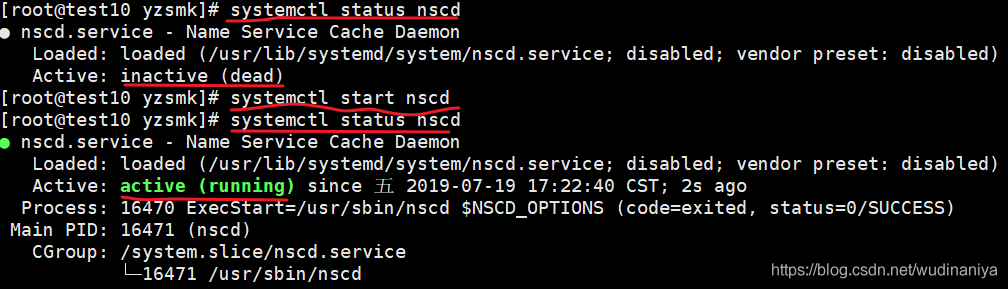 [root@test10 yzsmk]# systemctl status nscd
● nscd.service - Name Service Cache Daemon
   Loaded: loaded (/usr/lib/systemd/system/nscd.service; disabled; vendor preset: disabled)
   Active: inactive (dead)
[root@test10 yzsmk]# systemctl start nscd
[root@test10 yzsmk]# systemctl status nscd
● nscd.service - Name Service Cache Daemon
   Loaded: loaded (/usr/lib/systemd/system/nscd.service; disabled; vendor preset: disabled)
   Active: active (running) since 五 2019-07-19 17:22:40 CST; 2s ago
  Process: 16470 ExecStart=/usr/sbin/nscd $NSCD_OPTIONS (code=exited, status=0/SUCCESS)
 Main PID: 16471 (nscd)
   CGroup: /system.slice/nscd.service
           └─16471 /usr/sbin/nscd
https://blog.csdn.net/wudinaniya